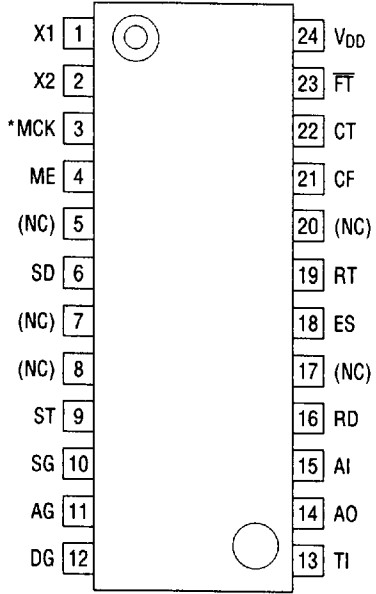 X1 1 24 VDD
X2 2 23 F̅T̅
*MCK 3 22 CT
ME 4 21 CF
(NC) 5 20 (NC)
SD 6 19 RT
(NC) 7 18 ES
(NC) 8 17 (NC)
ST 9 16 RD
SG 10 15 AI
AG 11 14 AO
DG 12 13 TI